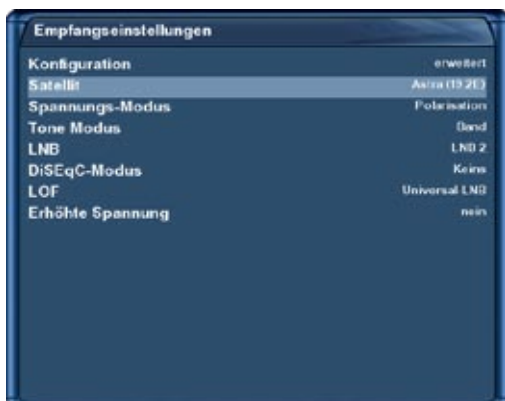 Empfangseinstellungen
Konfiguration erweitert
Satellit Astra (19.2E)
Spannungs-Modus Polarisation
Tone Modus Band
LNB LNB 2
DiSEqC-Modus Keins
LOF Universal LNB
Erhöhte Spannung nein